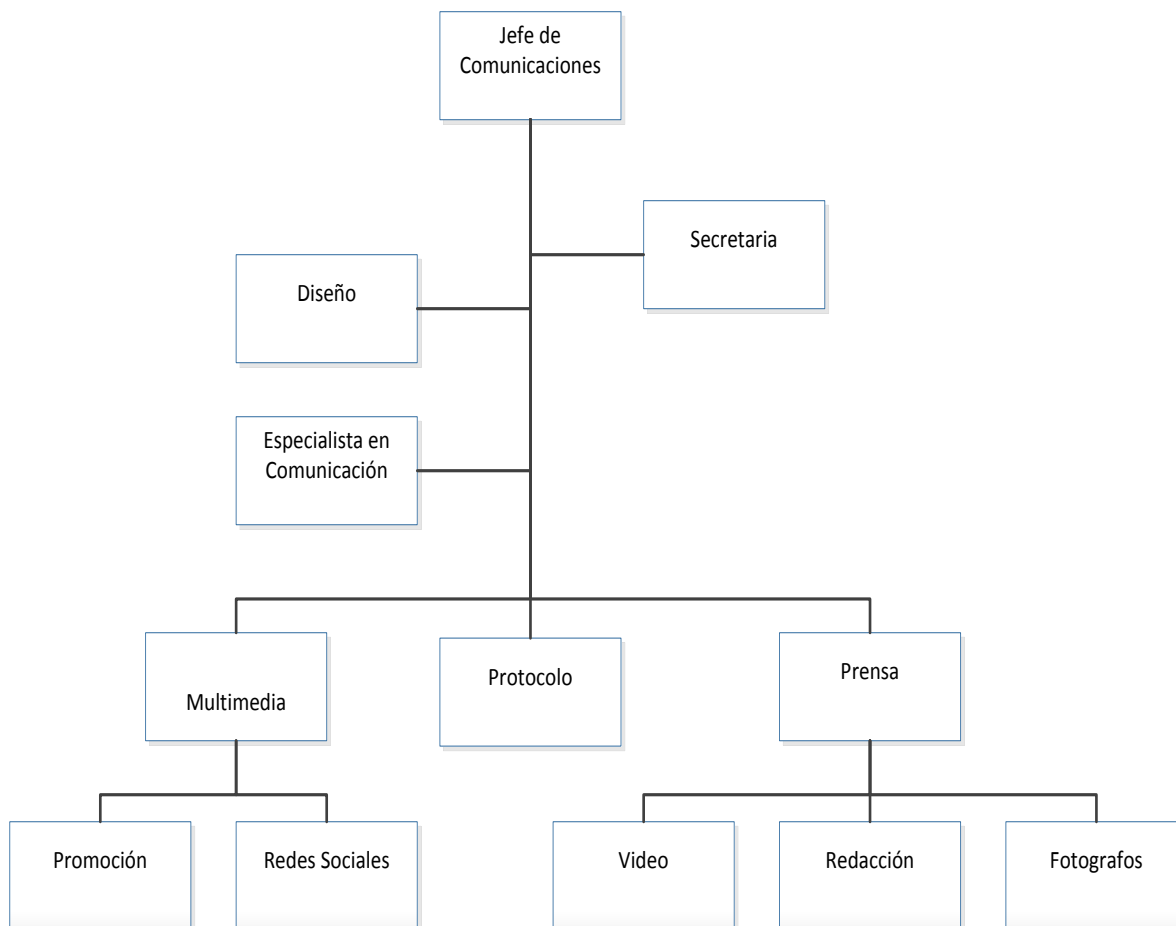 Jefe de
Comunicaciones
Secretaria
Diseño
Especialista en
Comunicación
Multimedia
Protocolo
Prensa
Promoción
Redes Sociales
Video
Redacción
Fotografos